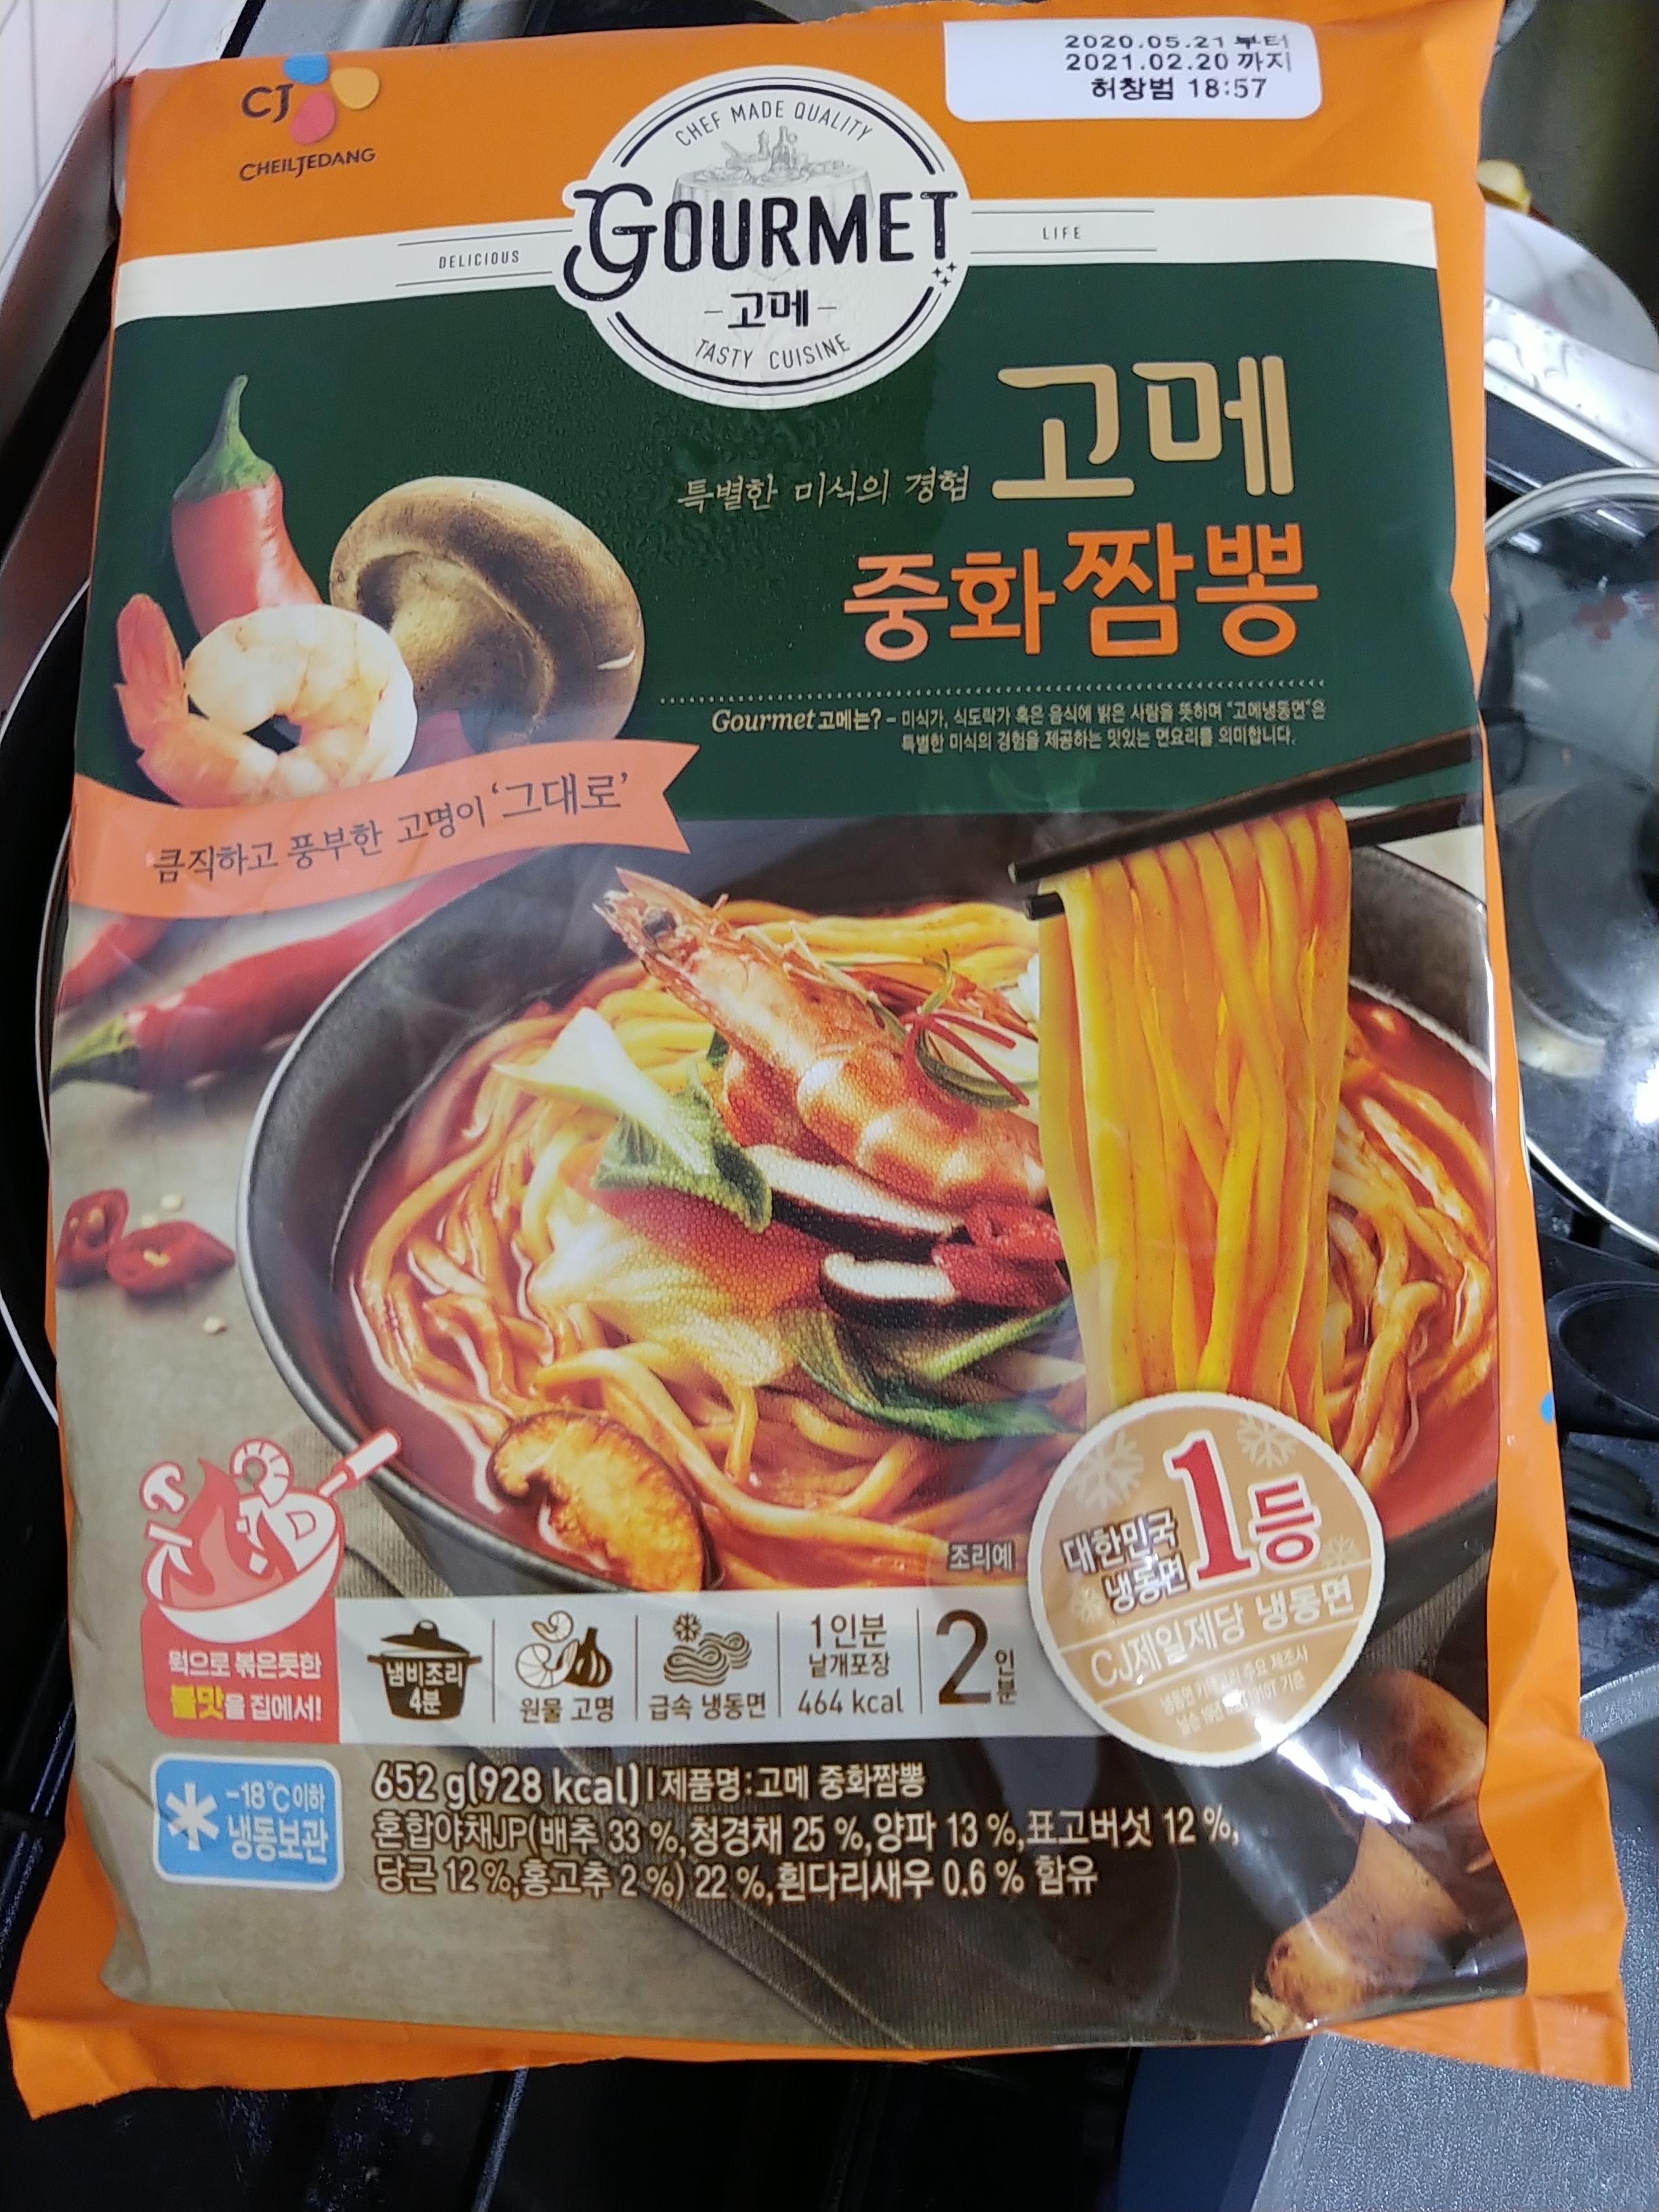 2020.05.21 부터
2021.02.20 까지
허창범 18:57
CJ
CHEILJEDANG
CHEF MADE QUALITY
GOURMET
DELICIOUS
LIFE
고메
TASTY CUISINE
특별한 미식의 경험 고메
중화짬뽕
Gourmet고메는? - 미식가, 식도락가 혹은 음식에 밝은 사람을 뜻하며 "고메냉동면"은
특별한 미식의 경험을 제공하는 맛있는 면요리를 의미합니다.
큼직하고 풍부한 고명이 '그대로'
조리예
대한민국
냉동면
1등
CJ제일제당 냉동면
웍으로 볶은듯한
불맛을 집에서!
냄비조리
4분
원물 고명
급속 냉동면
1인분
낱개포장
464 kcal
2인분
-18℃이하
냉동보관
652 g(928 kcal) | 제품명:고메 중화짬뽕
혼합야채JP(배추 33 %,청경채 25 %,양파 13 %,표고버섯 12 %,
당근 12 %,홍고추 2 %) 22 %,흰다리새우 0.6 % 함유